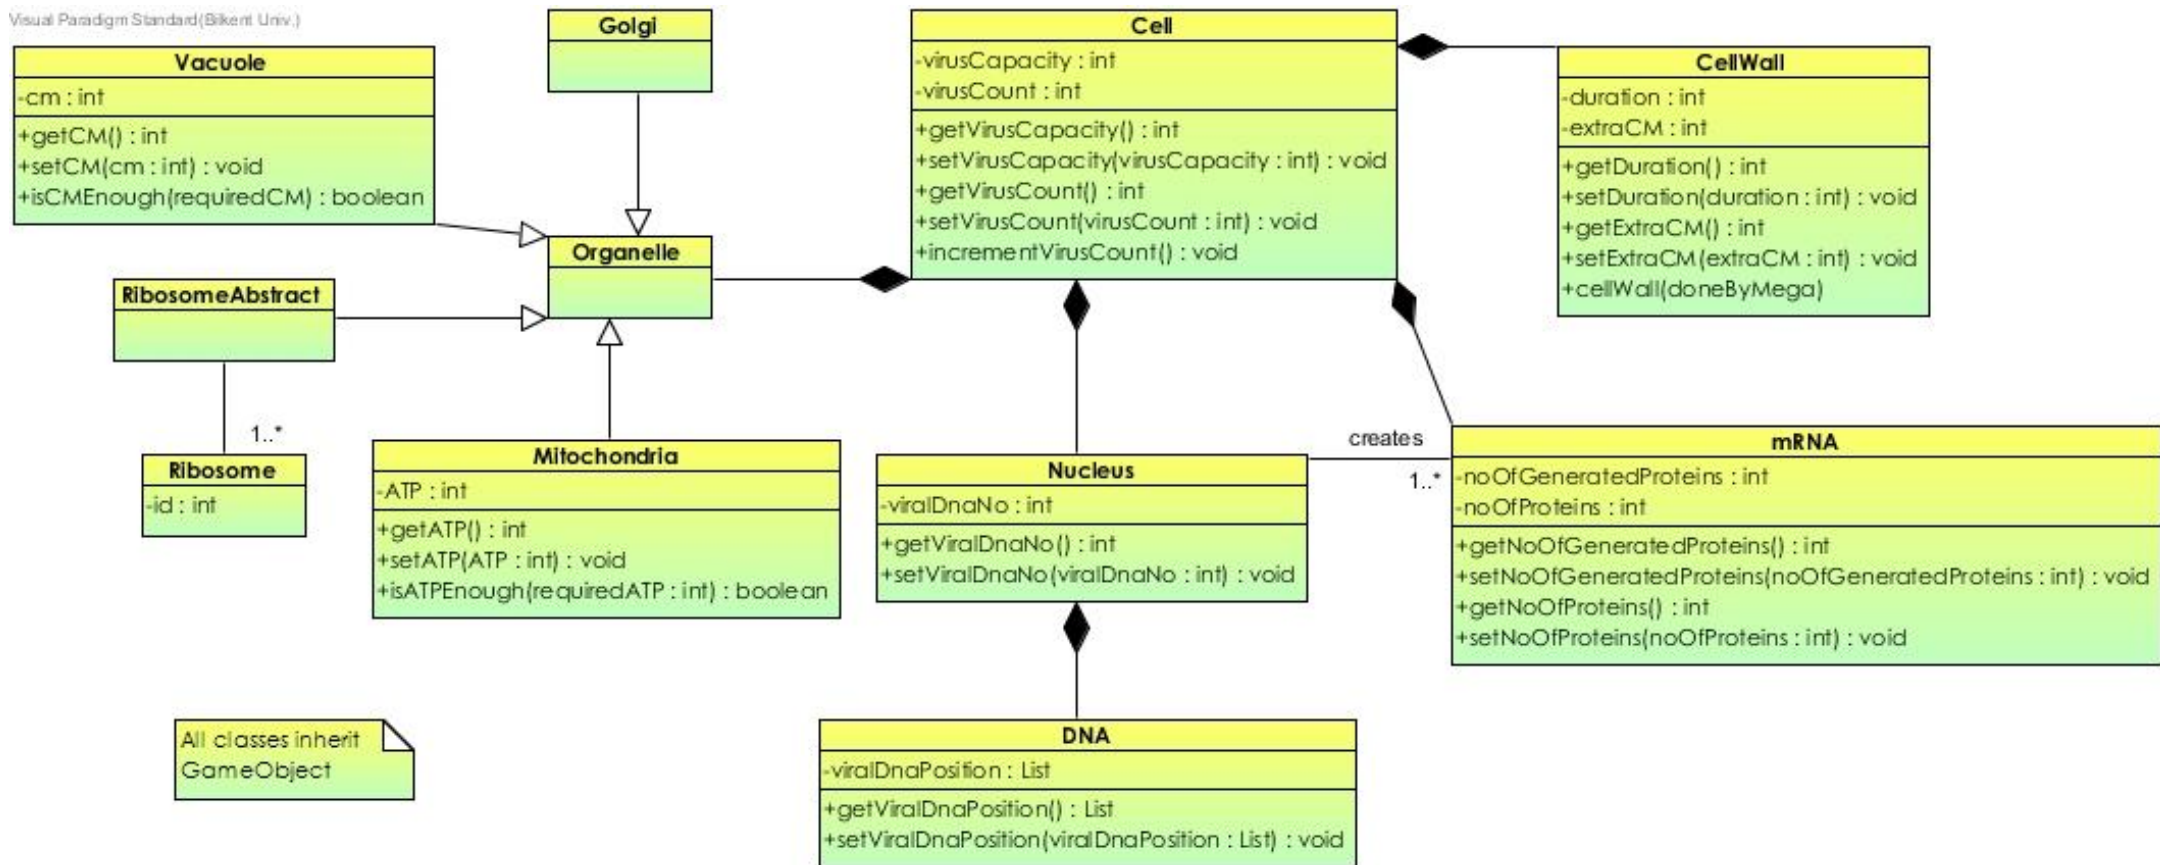 Visual Paradigm Standard(Bilkent Univ.)
Vacuole
-cm : int
+getCM() : int
+setCM(cm : int) : void
+isCMEnough(requiredCM) : boolean
Golgi
Cell
-virusCapacity : int
-virusCount : int
+getVirusCapacity() : int
+setVirusCapacity(virusCapacity : int) : void
+getVirusCount() : int
+setVirusCount(virusCount : int) : void
+incrementVirusCount() : void
CellWall
-duration : int
-extraCM : int
+getDuration() : int
+setDuration(duration : int) : void
+getExtraCM() : int
+setExtraCM(extraCM : int) : void
+cellWall(doneByMega)
Organelle
RibosomeAbstract
1..*
Ribosome
-id : int
Mitochondria
-ATP : int
+getATP() : int
+setATP(ATP : int) : void
+isATPEnough(requiredATP : int) : boolean
Nucleus
-viralDnaNo : int
+getViralDnaNo() : int
+setViralDnaNo(viralDnaNo : int) : void
creates
1..*
mRNA
-noOfGeneratedProteins : int
-noOfProteins : int
+getNoOfGeneratedProteins() : int
+setNoOfGeneratedProteins(noOfGeneratedProteins : int) : void
+getNoOfProteins() : int
+setNoOfProteins(noOfProteins : int) : void
All classes inherit
GameObject
DNA
-viralDnaPosition : List
+getViralDnaPosition() : List
+setViralDnaPosition(viralDnaPosition : List) : void